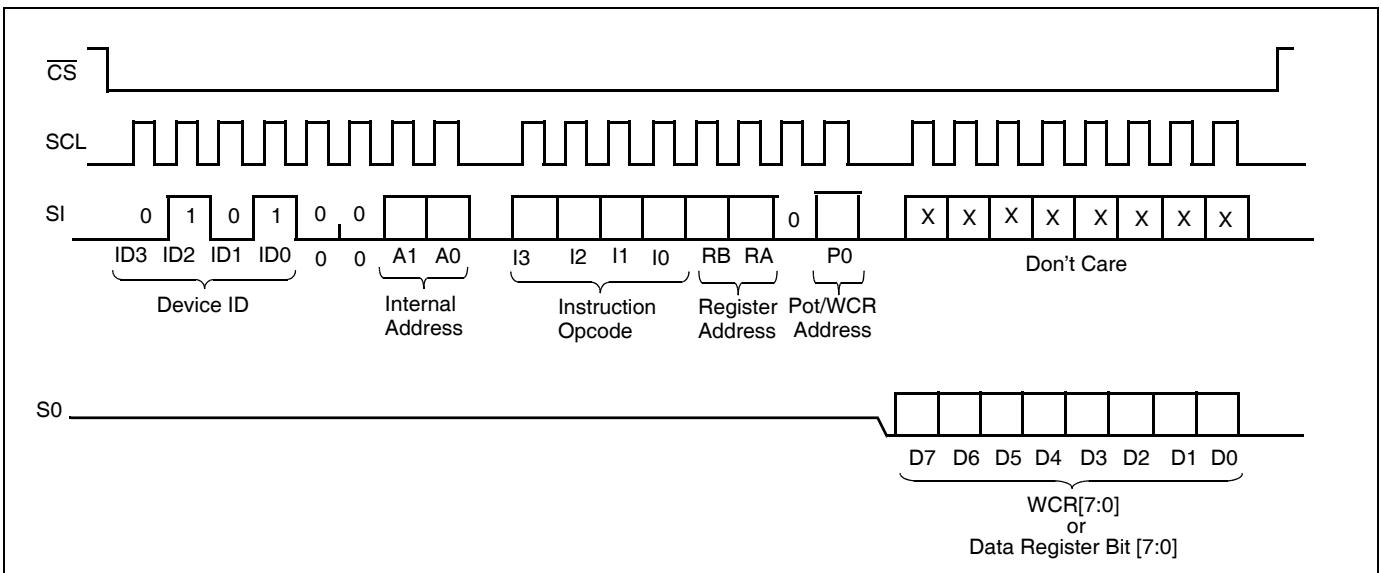 CS
SCL
SI 0 1 0 1 0 0
ID3 ID2 ID1 ID0 0 0 A1 A0 I3 I2 I1 I0 RB RA 0 P0 X X X X X X X X
Device ID Internal Address Instruction Opcode Register Address Pot/WCR Address Don't Care
S0
D7 D6 D5 D4 D3 D2 D1 D0
WCR[7:0]
or
Data Register Bit [7:0]